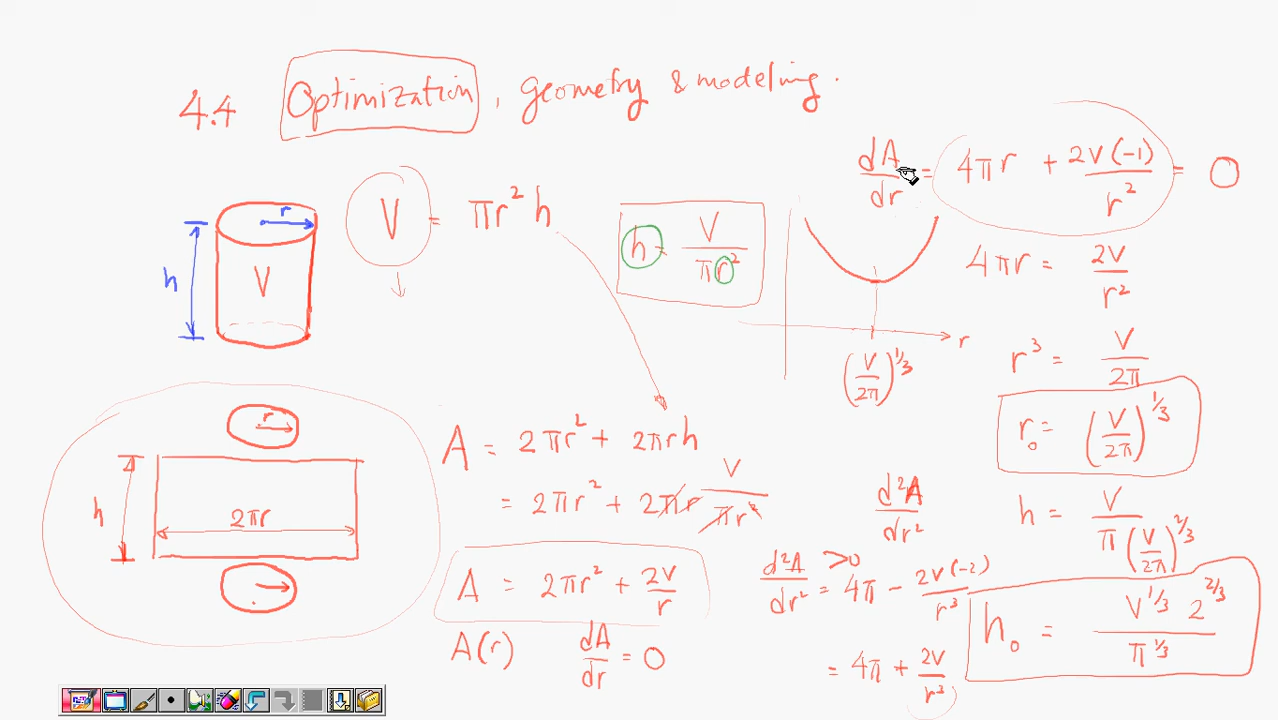 4.4 Optimization, geometry & modeling.
r
h
V
V = πr² h
h = V / πr²
dA/dr = 4πr + 2V(-1)/r² = 0
4πr = 2V/r²
r³ = V/2π
r₀ = (V/2π)^1/3
h = V / π(V/2π)^2/3
h₀ = V^1/3 2^2/3 / π^1/3
r
(V/2π)^1/3
r
h
2πr
A = 2πr² + 2πrh
= 2πr² + 2πr V/πr²
A = 2πr² + 2V/r
A(r) dA/dr = 0
d²A/dr²
d²A/dr² >0 = 4π - 2V(-2)/r³
= 4π + 2V/r³